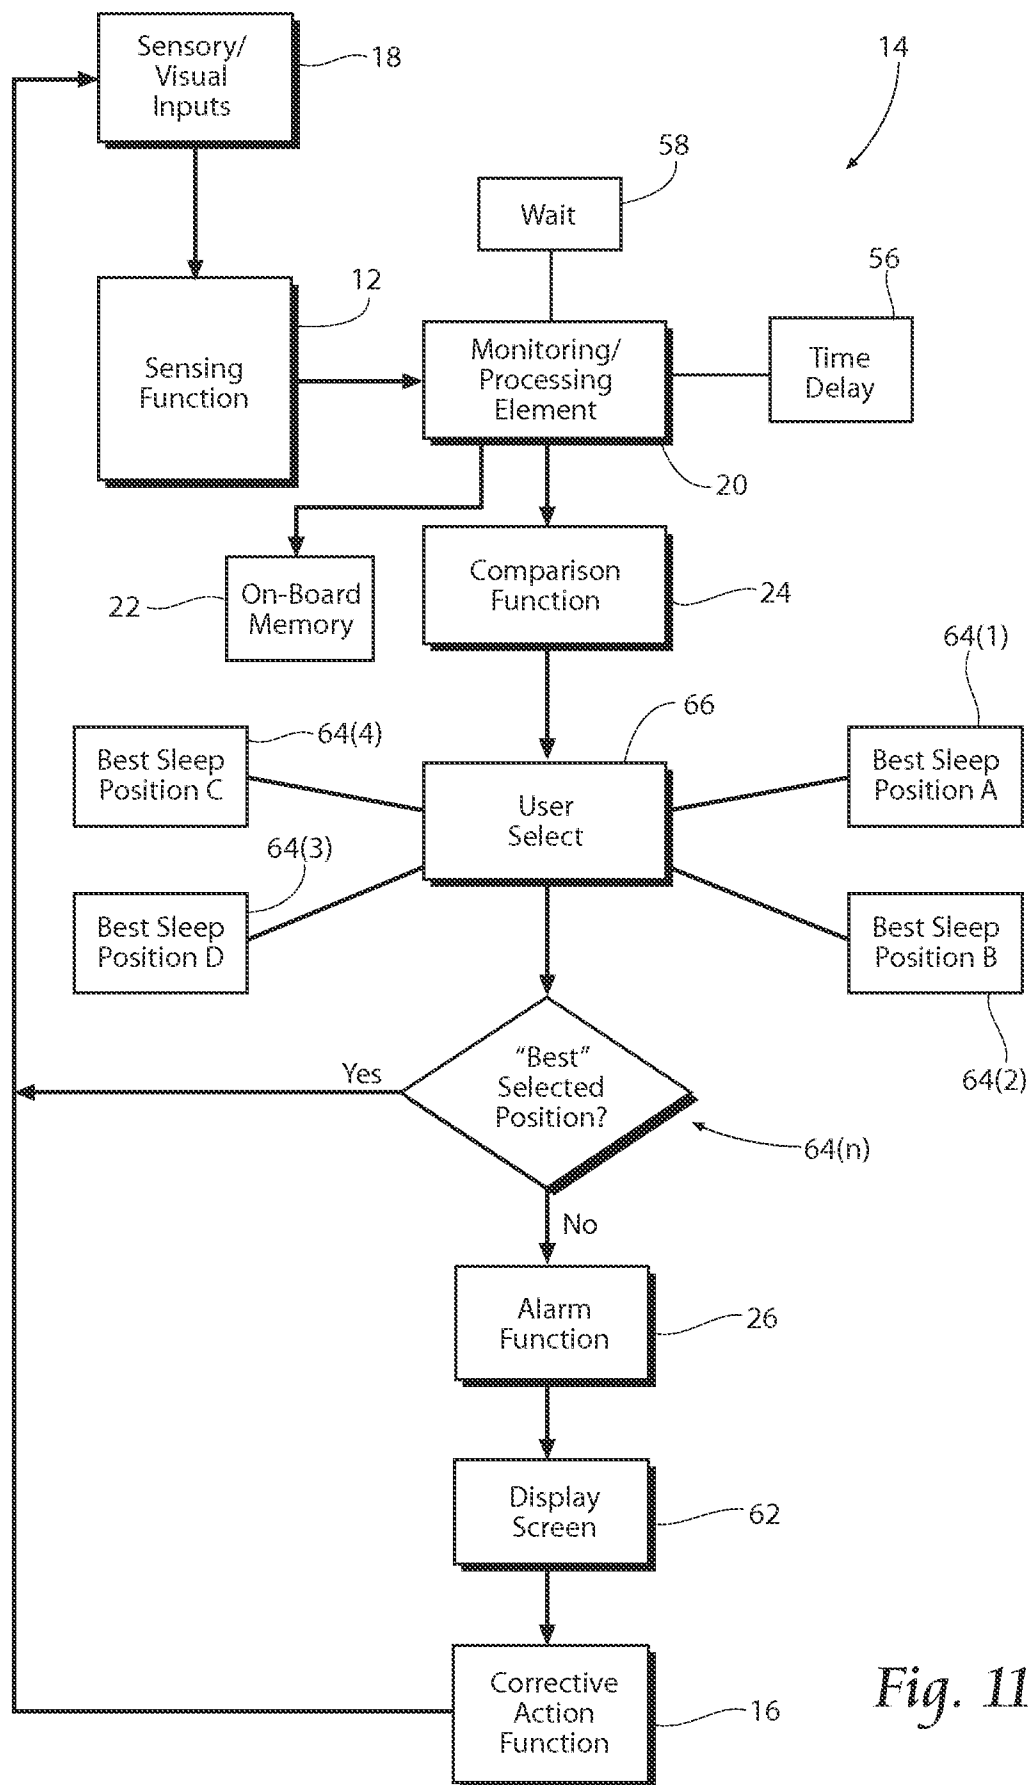 Sensory/
Visual
Inputs
18
14
58
Wait
12
56
Sensing
Function
Monitoring/
Processing
Element
Time
Delay
20
22
On-Board
Memory
Comparison
Function
24
64(1)
66
64(4)
Best Sleep
Position C
User
Select
Best Sleep
Position A
64(3)
Best Sleep
Position D
Best Sleep
Position B
64(2)
Yes
“Best”
Selected
Position?
64(n)
No
Alarm
Function
26
Display
Screen
62
Corrective
Action
Function
16
Fig. 11